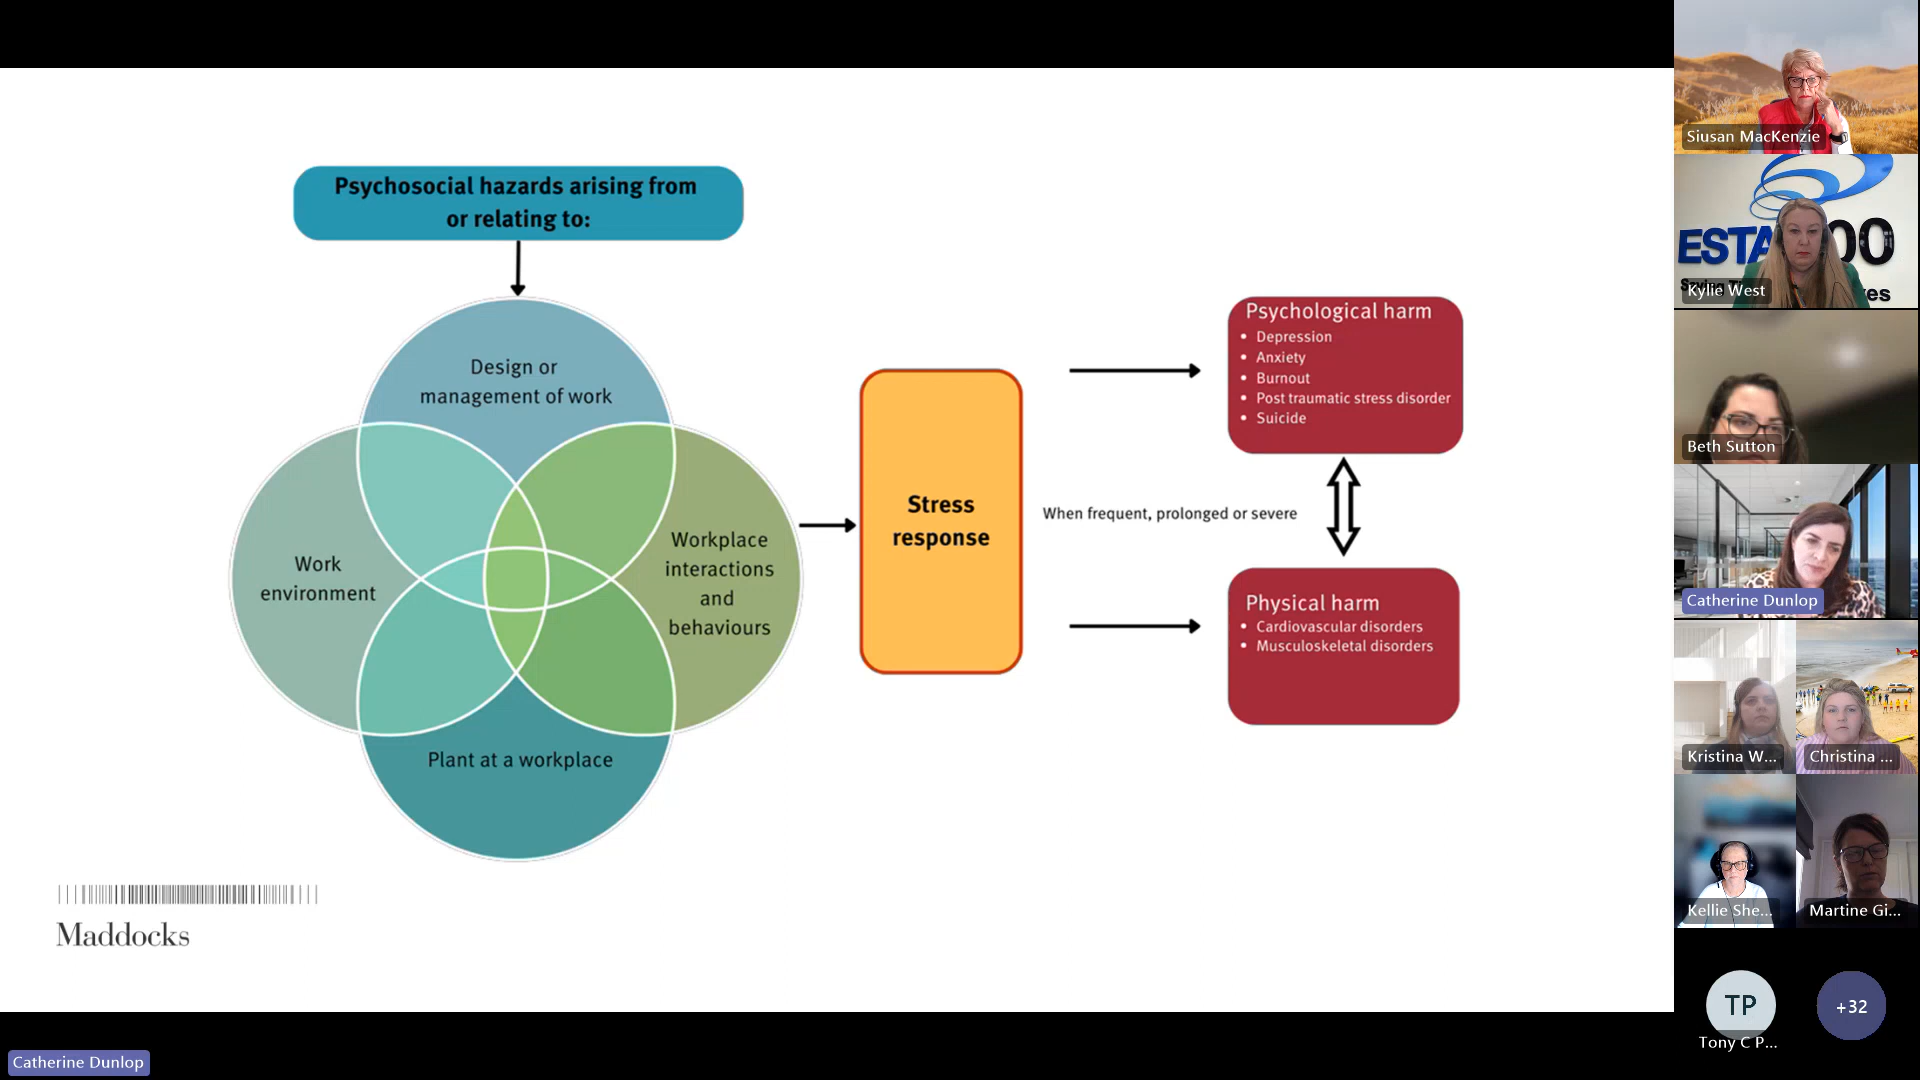 Psychosocial hazards arising from
or relating to:
Design or
management of work
Work
environment
Workplace
interactions
and
behaviours
Plant at a workplace
Stress
response
When frequent, prolonged or severe
Psychological harm
• Depression
• Anxiety
• Burnout
• Post traumatic stress disorder
• Suicide
Physical harm
• Cardiovascular disorders
• Musculoskeletal disorders
Maddocks
Catherine Dunlop
Siusan MacKenzie
ESTA
00
Kylie West
Beth Sutton
Catherine Dunlop
Kristina W...
Christina ...
Kellie She...
Martine Gi...
TP
Tony C P...
+32